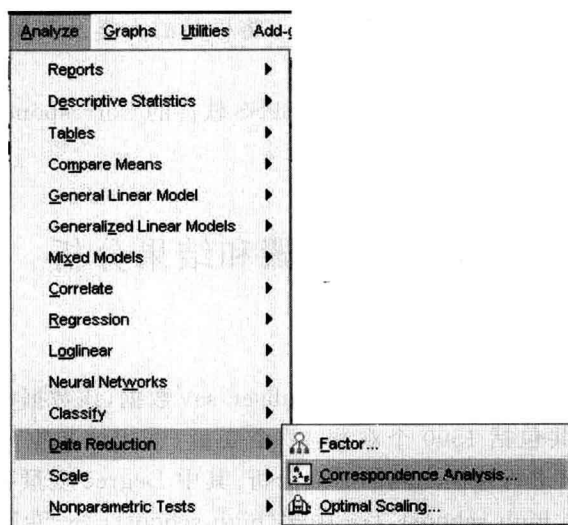 Analyze Graphs Utilities Add-g
Reports
Descriptive Statistics
Tables
Compare Means
General Linear Model
Generalized Linear Models
Mixed Models
Correlate
Regression
Loglinear
Neural Networks
Classify
Data Reduction
Factor...
Correspondence Analysis...
Optimal Scaling...
Scale
Nonparametric Tests